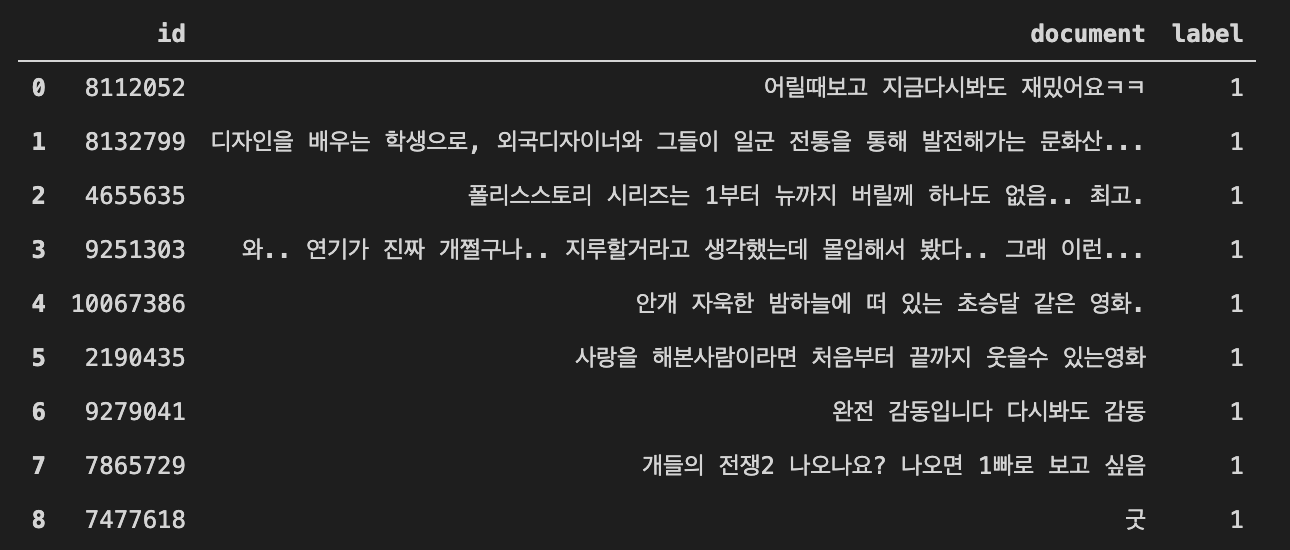 id document label
0 8112052 어릴때보고 지금다시봐도 재밌어요ㅋㅋ 1
1 8132799 디자인을 배우는 학생으로, 외국디자이너와 그들이 일군 전통을 통해 발전해가는 문화산... 1
2 4655635 폴리스스토리 시리즈는 1부터 뉴까지 버릴께 하나도 없음.. 최고. 1
3 9251303 와.. 연기가 진짜 개쩔구나.. 지루할거라고 생각했는데 몰입해서 봤다.. 그래 이런... 1
4 10067386 안개 자욱한 밤하늘에 떠 있는 초승달 같은 영화. 1
5 2190435 사랑을 해본사람이라면 처음부터 끝까지 웃을수 있는영화 1
6 9279041 완전 감동입니다 다시봐도 감동 1
7 7865729 개들의 전쟁2 나오나요? 나오면 1빠로 보고 싶음 1
8 7477618 굿 1